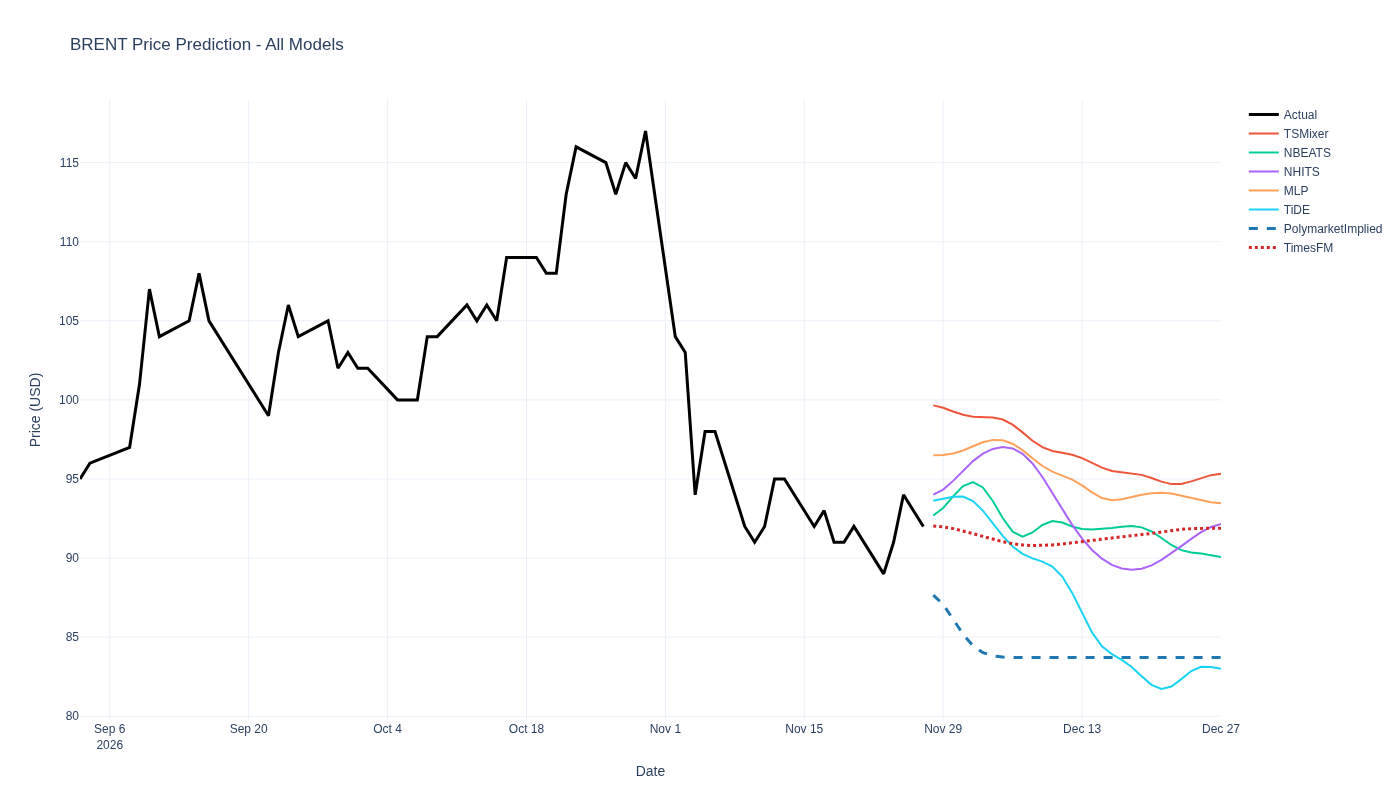 BRENT Price Prediction - All Models
Actual
TSMixer
NBEATS
NHITS
MLP
TiDE
PolymarketImplied
TimesFM
Price (USD)
115
110
105
100
95
90
85
80
Sep 6
2026
Sep 20
Oct 4
Oct 18
Nov 1
Nov 15
Nov 29
Dec 13
Dec 27
Date